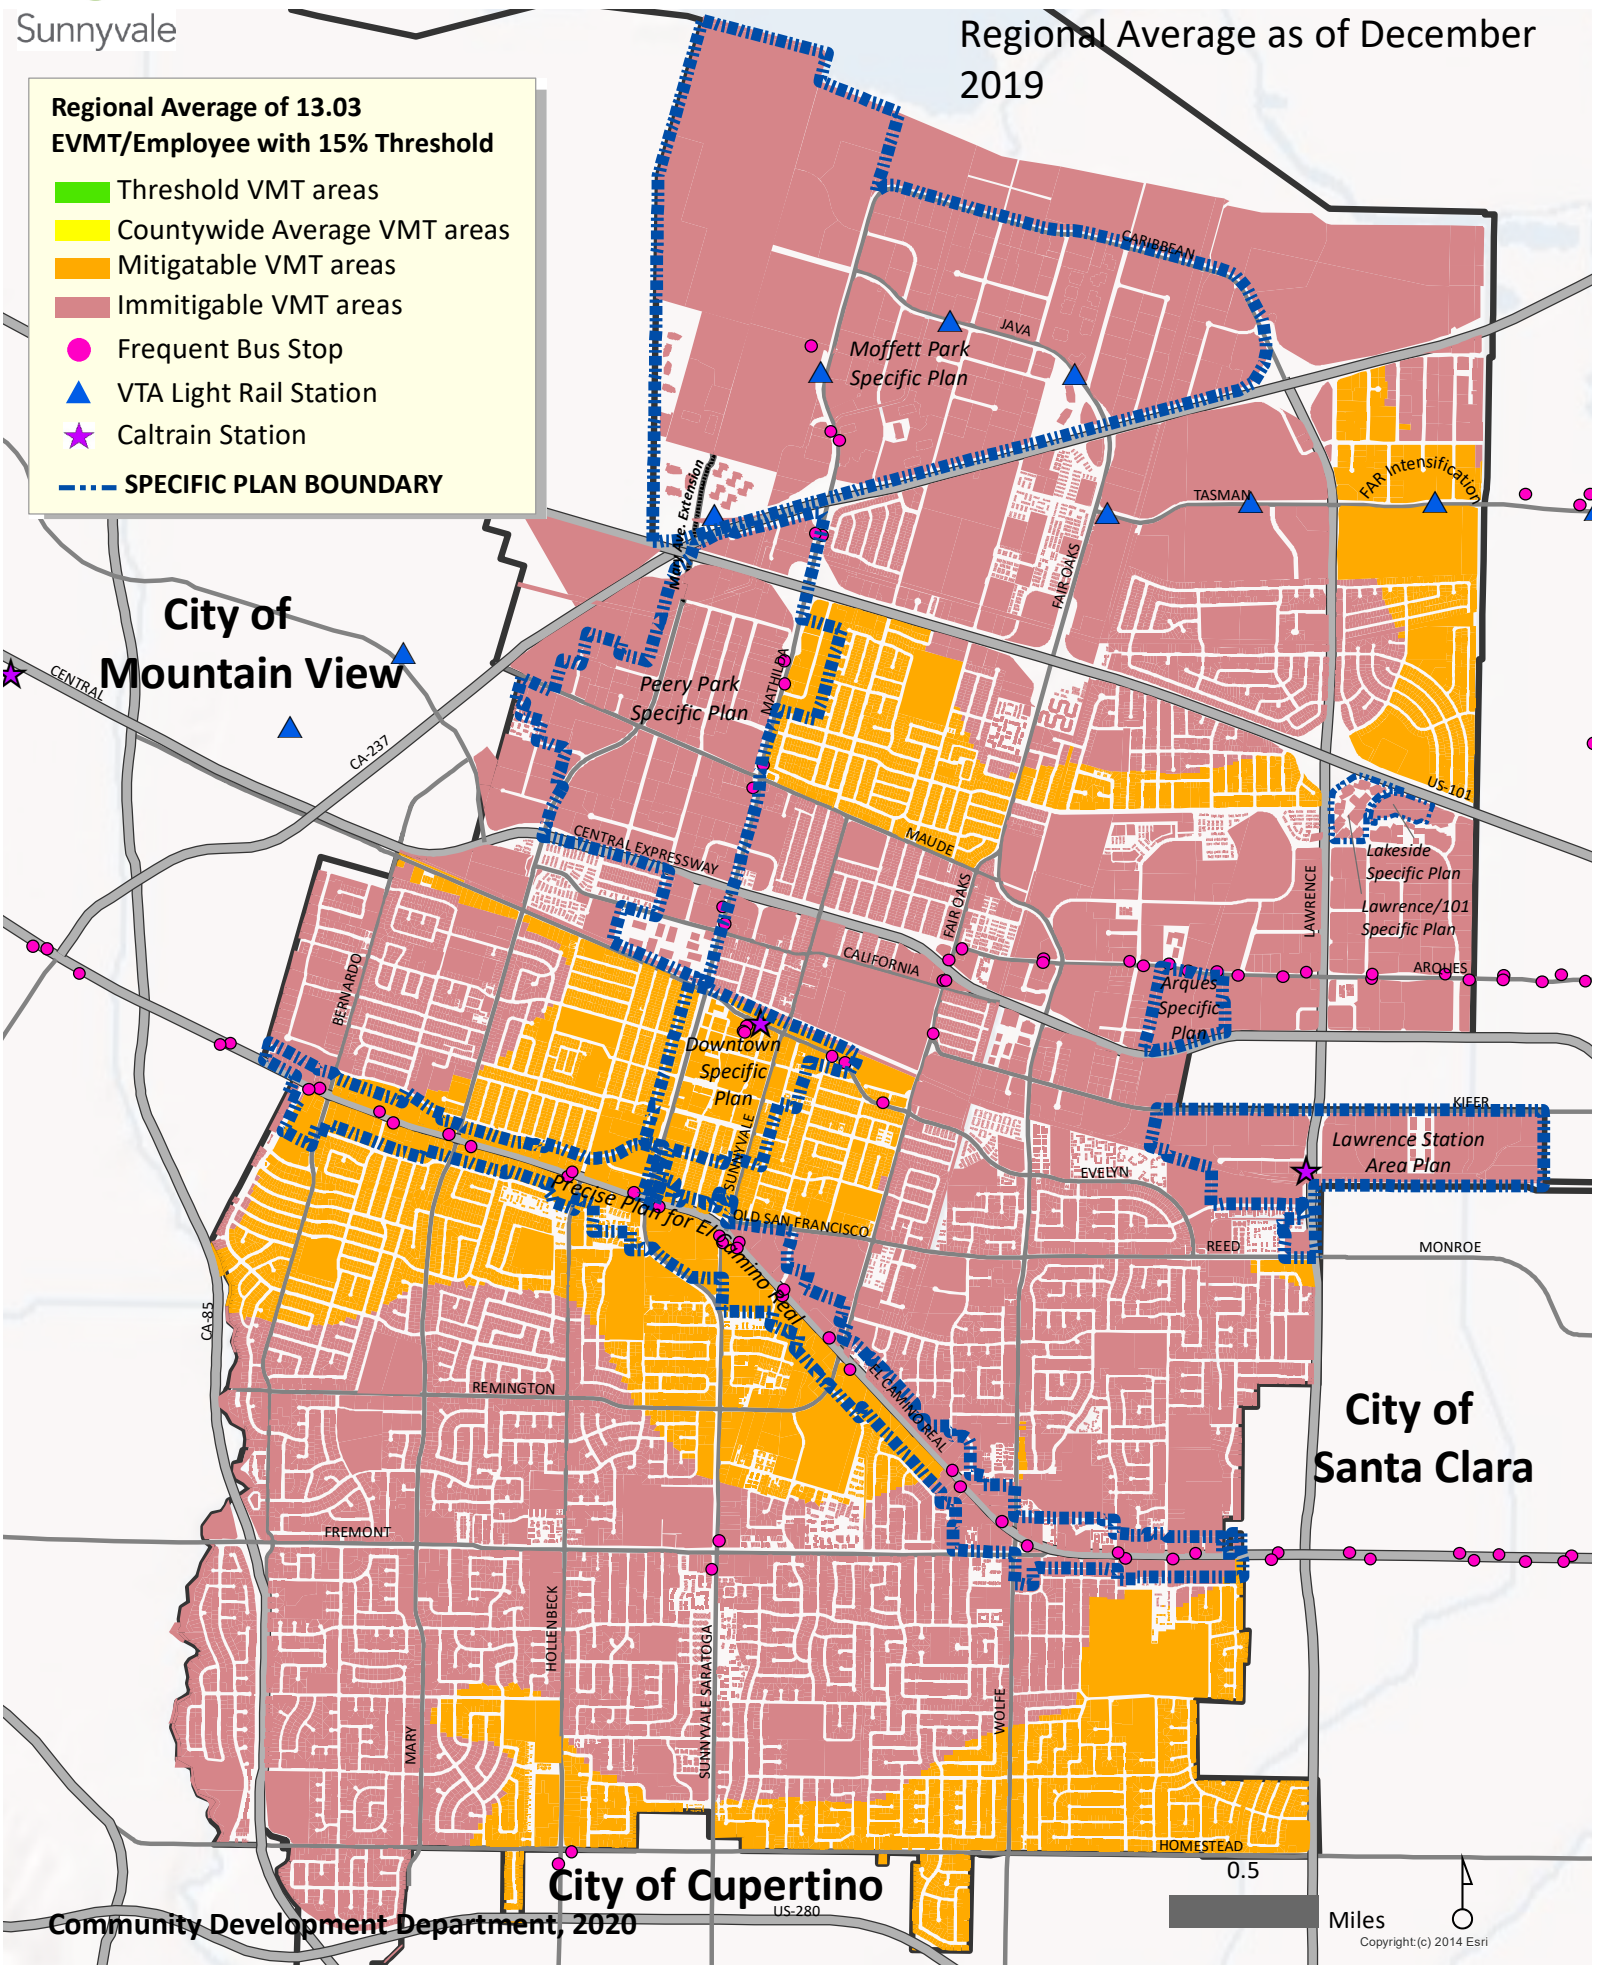 Sunnyvale
Regional Average as of December
2019
Regional Average of 13.03
EVMT/Employee with 15% Threshold
Threshold VMT areas
Countywide Average VMT areas
Mitigatable VMT areas
Immitigable VMT areas
Frequent Bus Stop
VTA Light Rail Station
Caltrain Station
SPECIFIC PLAN BOUNDARY
CARIBBEAN
JAVA
Moffett Park
Specific Plan
FAR Intensification
TASMAN
Mary Ave. Extension
FAIR OAKS
City of
Mountain View
CENTRAL
CA-237
Peery Park
Specific Plan
MATHILDA
US-101
CENTRAL EXPRESSWAY
MAUDE
Lakeside
Specific Plan
Lawrence/101
Specific Plan
LAWRENCE
FAIR OAKS
CALIFORNIA
ARQUES
BERNARDO
Arques
Specific
Plan
Downtown
Specific
Plan
KIFER
Lawrence Station
Area Plan
SUNNYVALE
EVELYN
Precise Plan for El Camino Real
OLD SAN FRANCISCO
REED
MONROE
CA-85
REMINGTON
EL CAMINO REAL
City of
Santa Clara
FREMONT
HOLLENBECK
SUNNYVALE SARATOGA
WOLFE
MARY
HOMESTEAD
City of Cupertino
0.5
Miles
US-280
Community Development Department, 2020
Copyright:(c) 2014 Esri